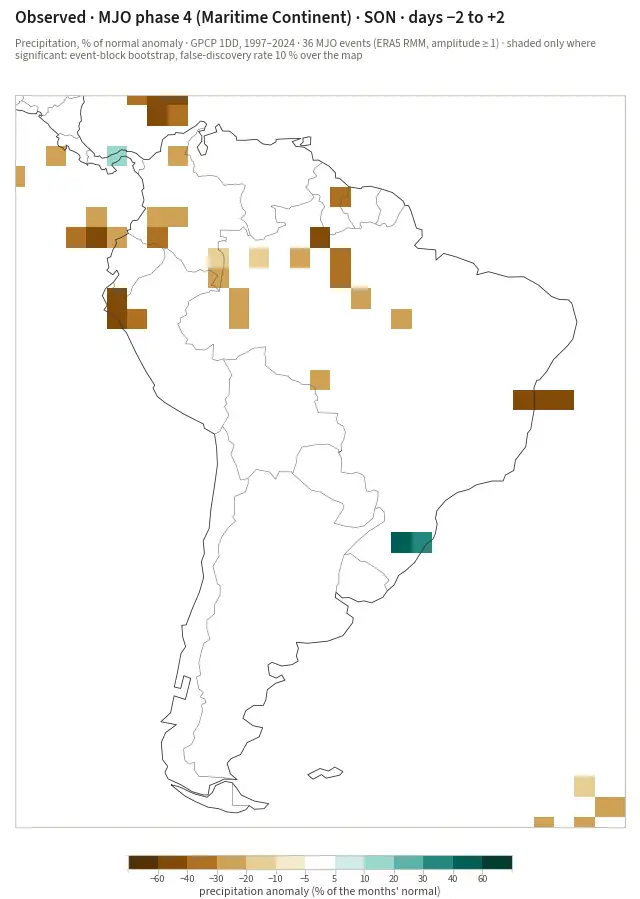 Observed · MJO phase 4 (Maritime Continent) · SON · days −2 to +2
Precipitation, % of normal anomaly · GPCP 1DD, 1997–2024 · 36 MJO events (ERA5 RMM, amplitude ≥ 1) · shaded only where
significant: event-block bootstrap, false-discovery rate 10 % over the map
−60 −40 −30 −20 −10 −5 5 10 20 30 40 60
precipitation anomaly (% of the months' normal)